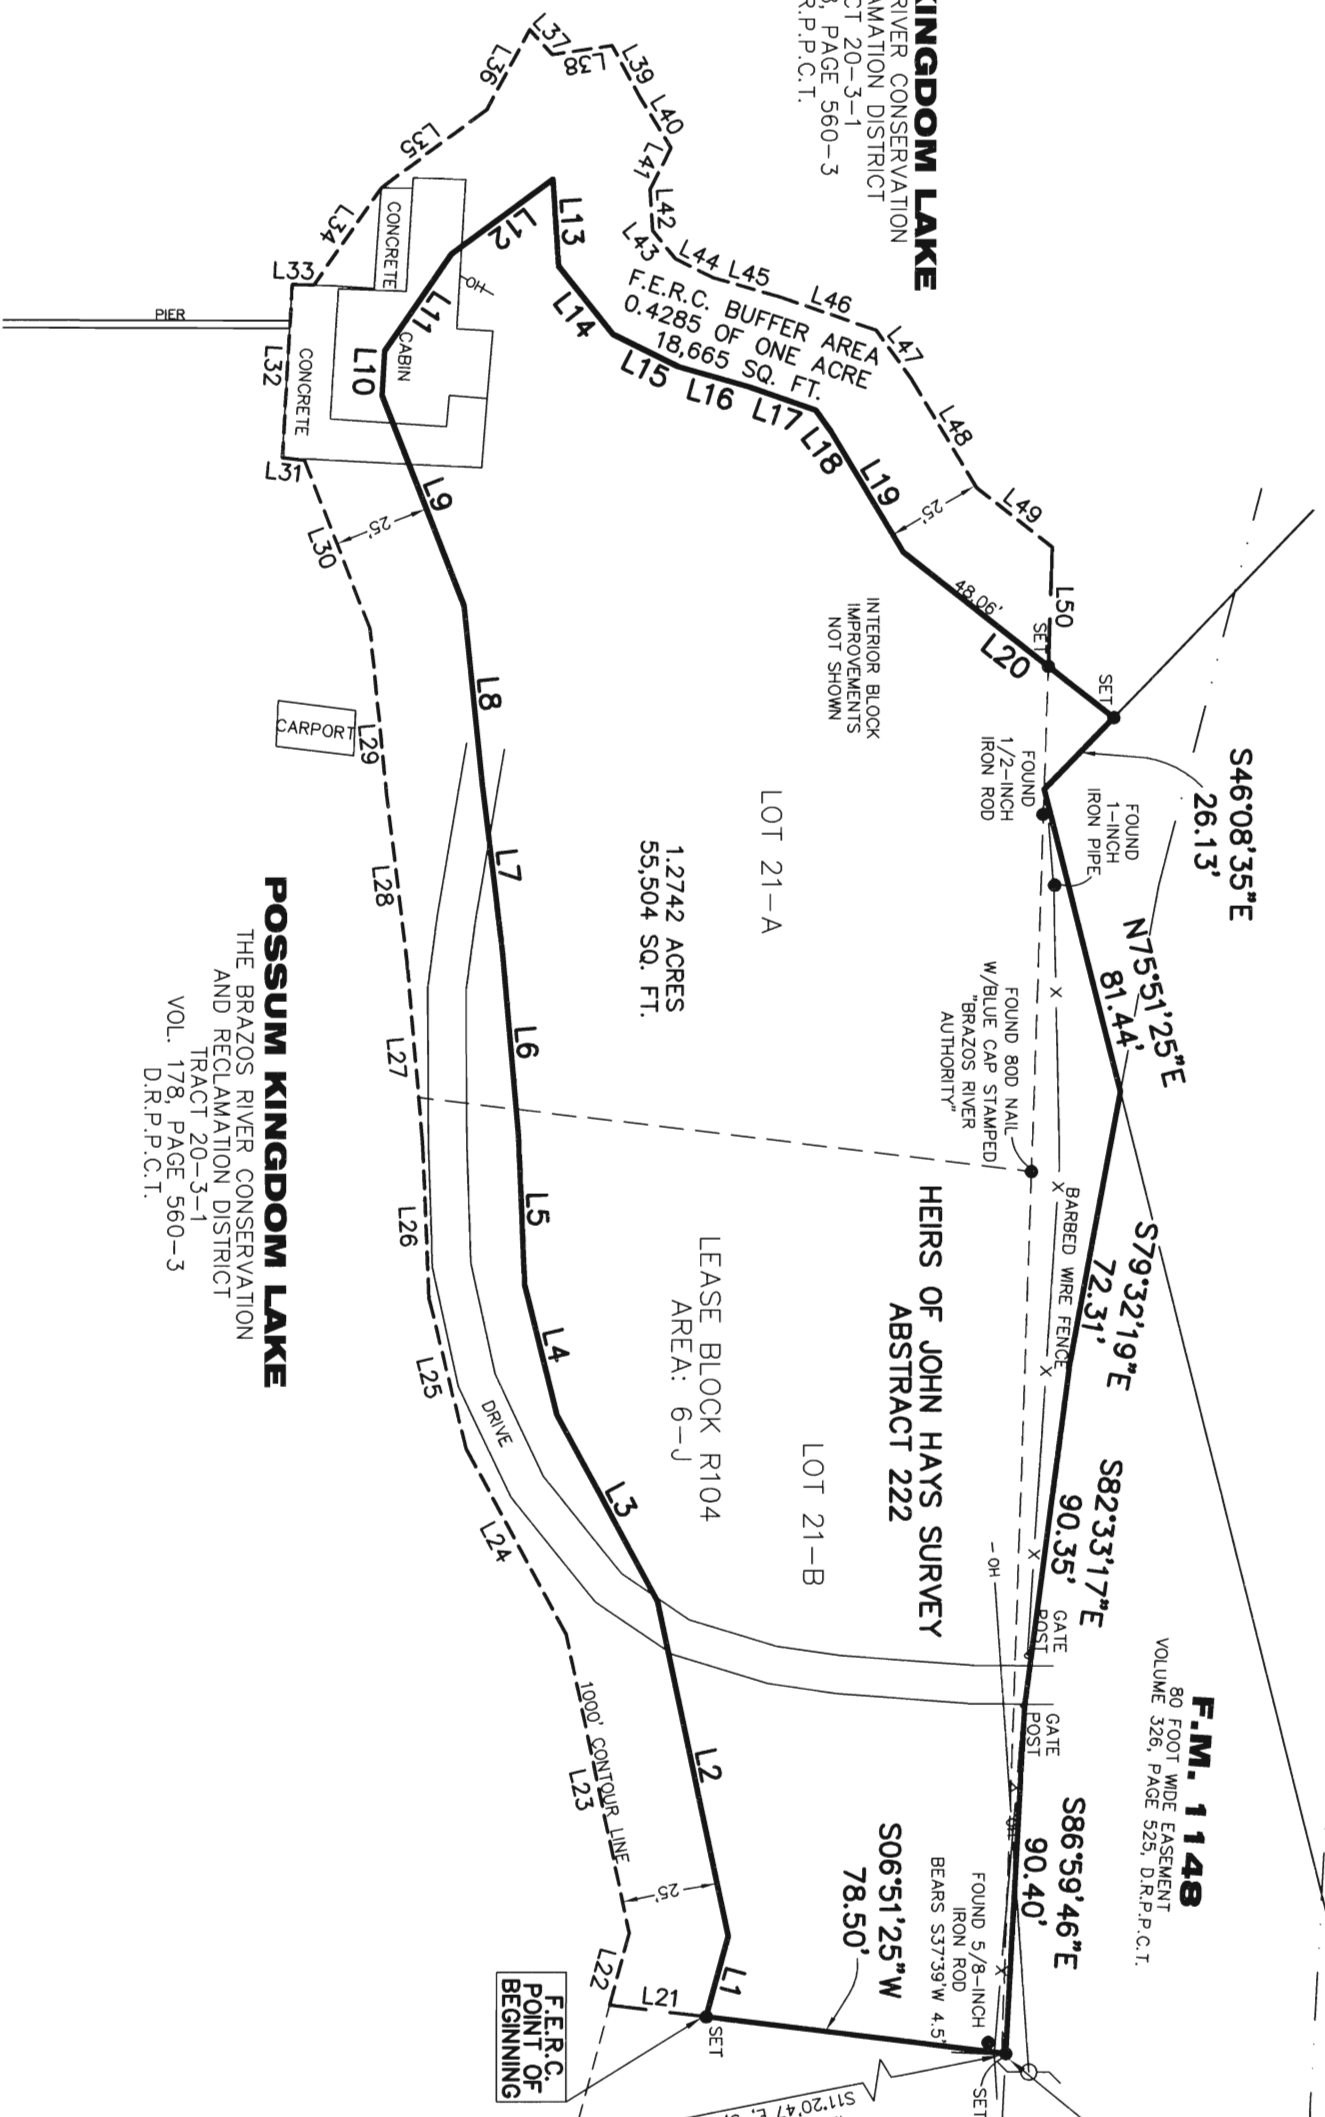 KINGDOM LAKE
RIVER CONSERVATION
AMATION DISTRICT
CT 20-3-1
, PAGE 560-3
R.P.P.C.T.
L37
L38
L39
L40
L41
L42
L43
L44
L45
L46
L47
L48
L49
L50
L36
L35
L34
L33
L32
L31
L30
L29
L28
L27
L26
L25
L24
L23
L22
L21
F.E.R.C. BUFFER AREA
0.4285 OF ONE ACRE
18,665 SQ. FT.
L13
L14
L15
L16
L17
L18
L19
L20
L12
L11
L10
L9
L8
L7
L6
L5
L4
L3
L2
L1
CONCRETE
CONCRETE
CABIN
OH
PIER
25'
25'
25'
48.06'
SET
SET
CARPORT
INTERIOR BLOCK
IMPROVEMENTS
NOT SHOWN
FOUND
1/2-INCH
IRON ROD
FOUND
1-INCH
IRON PIPE
S46°08'35"E
26.13'
N75°51'25"E
81.44'
S79°32'19"E
72.31'
S82°33'17"E
90.35'
S86°59'46"E
90.40'
S06°51'25"W
78.50'
LOT 21-A
1.2742 ACRES
55,504 SQ. FT.
FOUND 80D NAIL
W/BLUE CAP STAMPED
"BRAZOS RIVER
AUTHORITY"
X
X
X
X
X
BARBED WIRE FENCE
HEIRS OF JOHN HAYS SURVEY
ABSTRACT 222
LEASE BLOCK R104
AREA: 6-J
LOT 21-B
OH
GATE
POST
GATE
POST
DRIVE
1000' CONTOUR LINE
F.M. 1148
80 FOOT WIDE EASEMENT
VOLUME 326, PAGE 525, D.R.P.P.C.T.
FOUND 5/8-INCH
IRON ROD
BEARS S37°39'W 4.5'
SET
SET
F.E.R.C.
POINT OF
BEGINNING
POSSUM KINGDOM LAKE
THE BRAZOS RIVER CONSERVATION
AND RECLAMATION DISTRICT
TRACT 20-3-1
VOL. 178, PAGE 560-3
D.R.P.P.C.T.
S11°20'47"E,